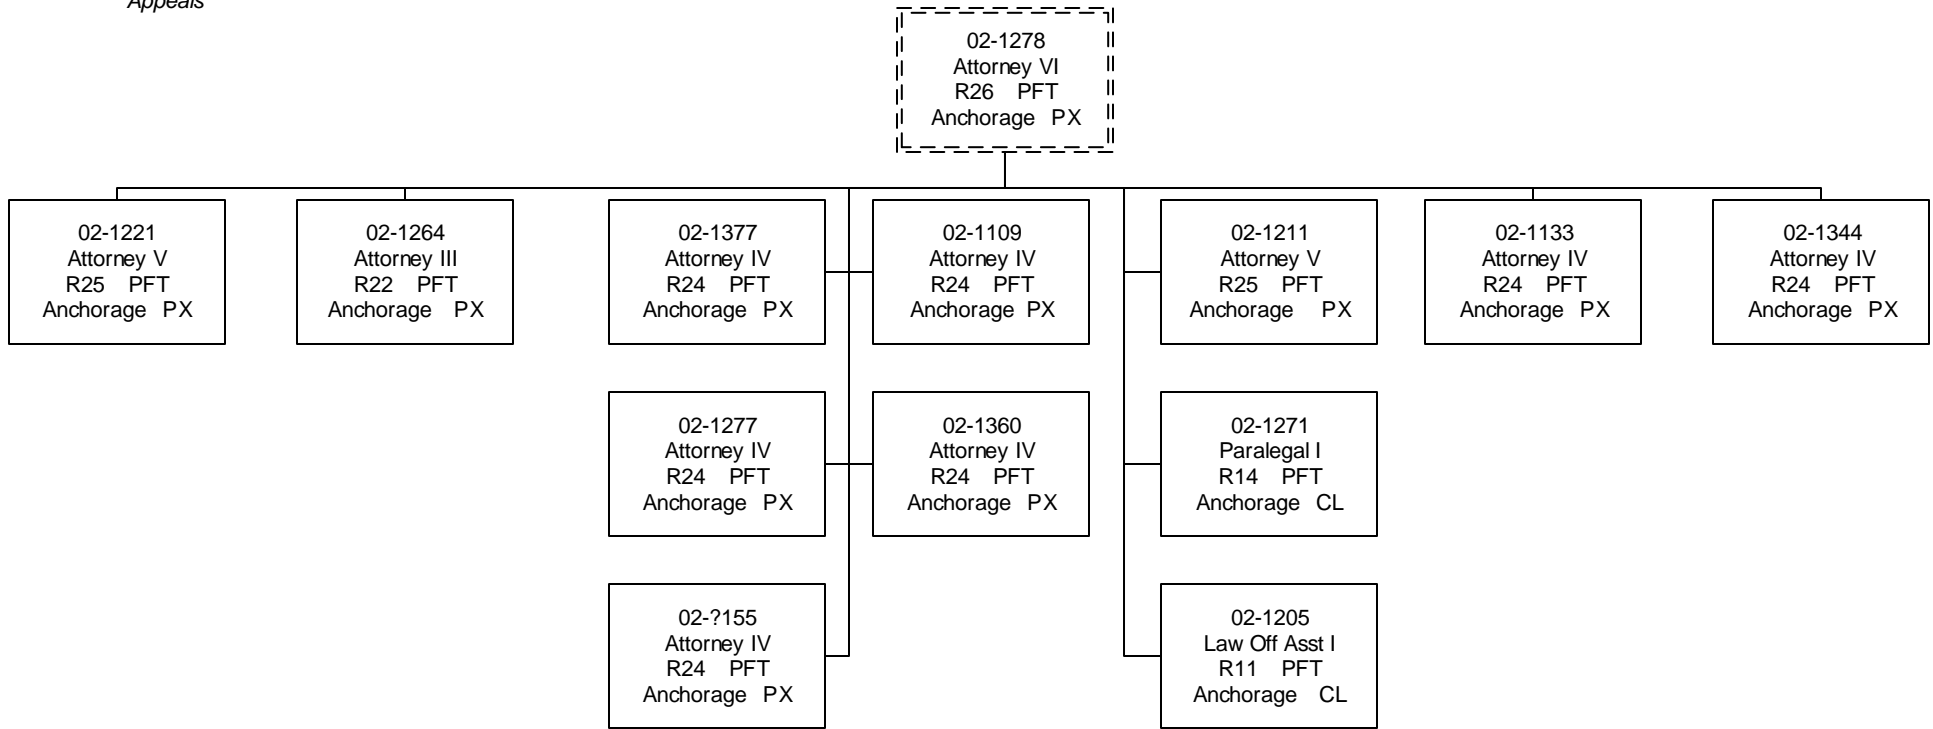 Appeals
02-1278
Attorney VI
R26 PFT
Anchorage PX
02-1221
Attorney V
R25 PFT
Anchorage PX
02-1264
Attorney III
R22 PFT
Anchorage PX
02-1377
Attorney IV
R24 PFT
Anchorage PX
02-1109
Attorney IV
R24 PFT
Anchorage PX
02-1211
Attorney V
R25 PFT
Anchorage PX
02-1133
Attorney IV
R24 PFT
Anchorage PX
02-1344
Attorney IV
R24 PFT
Anchorage PX
02-1277
Attorney IV
R24 PFT
Anchorage PX
02-1360
Attorney IV
R24 PFT
Anchorage PX
02-1271
Paralegal I
R14 PFT
Anchorage CL
02-?155
Attorney IV
R24 PFT
Anchorage PX
02-1205
Law Off Asst I
R11 PFT
Anchorage CL